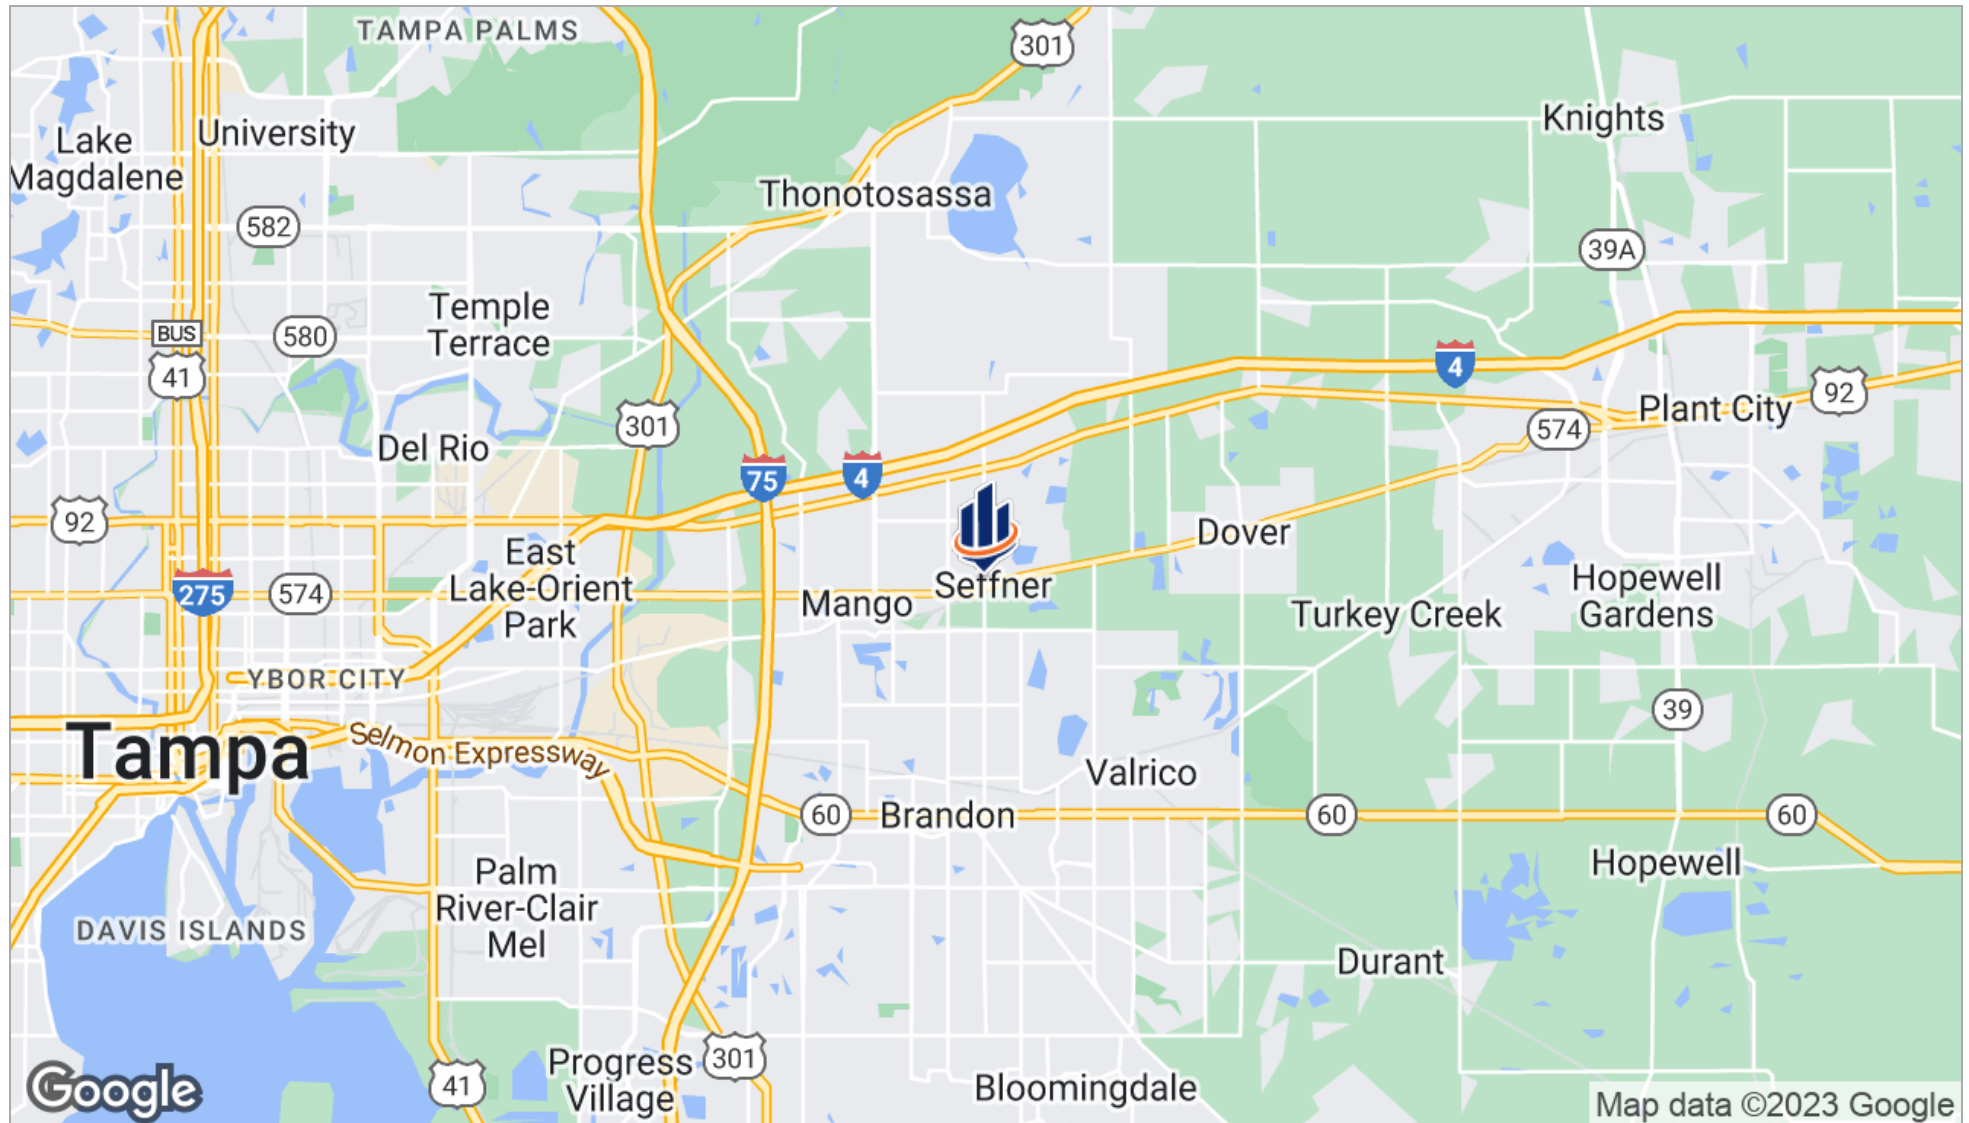 TAMPA PALMS
301
Lake
Magdalene
University
Knights
Thonotosassa
582
39A
Temple
Terrace
BUS
41
580
4
92
Plant City
574
301
Del Rio
75
4
92
Dover
East
Lake-Orient
Park
275
574
Mango
Seffner
Turkey Creek
Hopewell
Gardens
YBOR CITY
39
Tampa
Selmon Expressway
Valrico
60
Brandon
60
60
Hopewell
Palm
River-Clair
Mel
DAVIS ISLANDS
Durant
Progress
Village
301
41
Bloomingdale
Google
Map data ©2023 Google